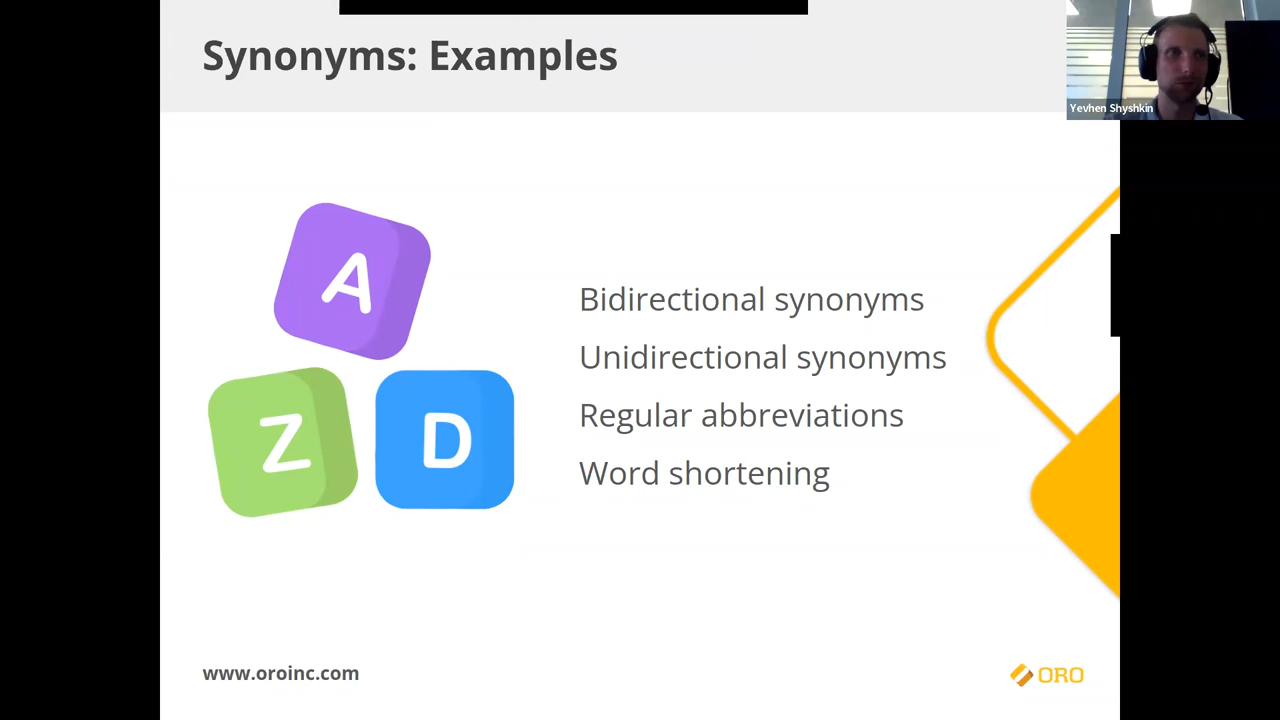 Synonyms: Examples
Yevhen Shyshkin
A
Z
D
Bidirectional synonyms
Unidirectional synonyms
Regular abbreviations
Word shortening
www.oroinc.com
ORO